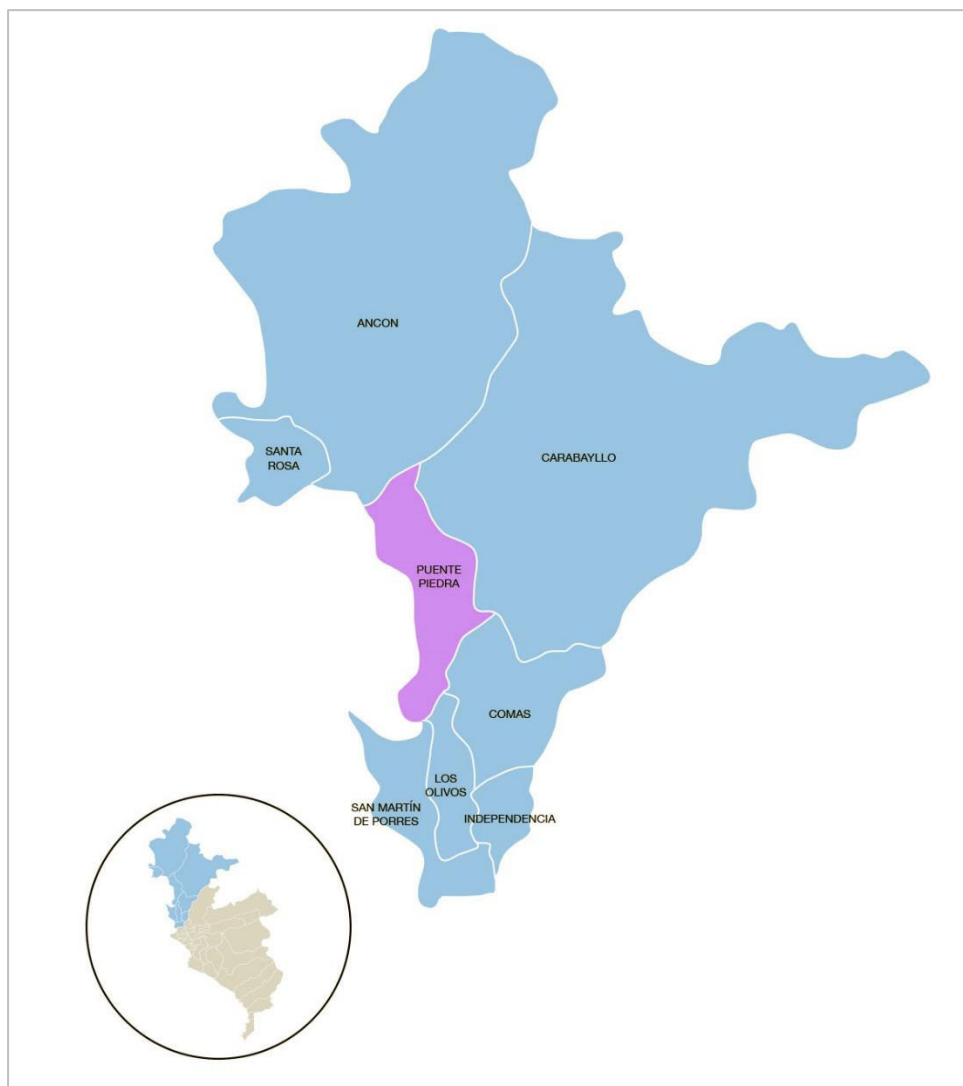 ANCON
SANTA
ROSA
CARABAYLLO
PUENTE
PIEDRA
COMAS
LOS
OLIVOS
SAN MARTÍN
DE PORRES
INDEPENDENCIA